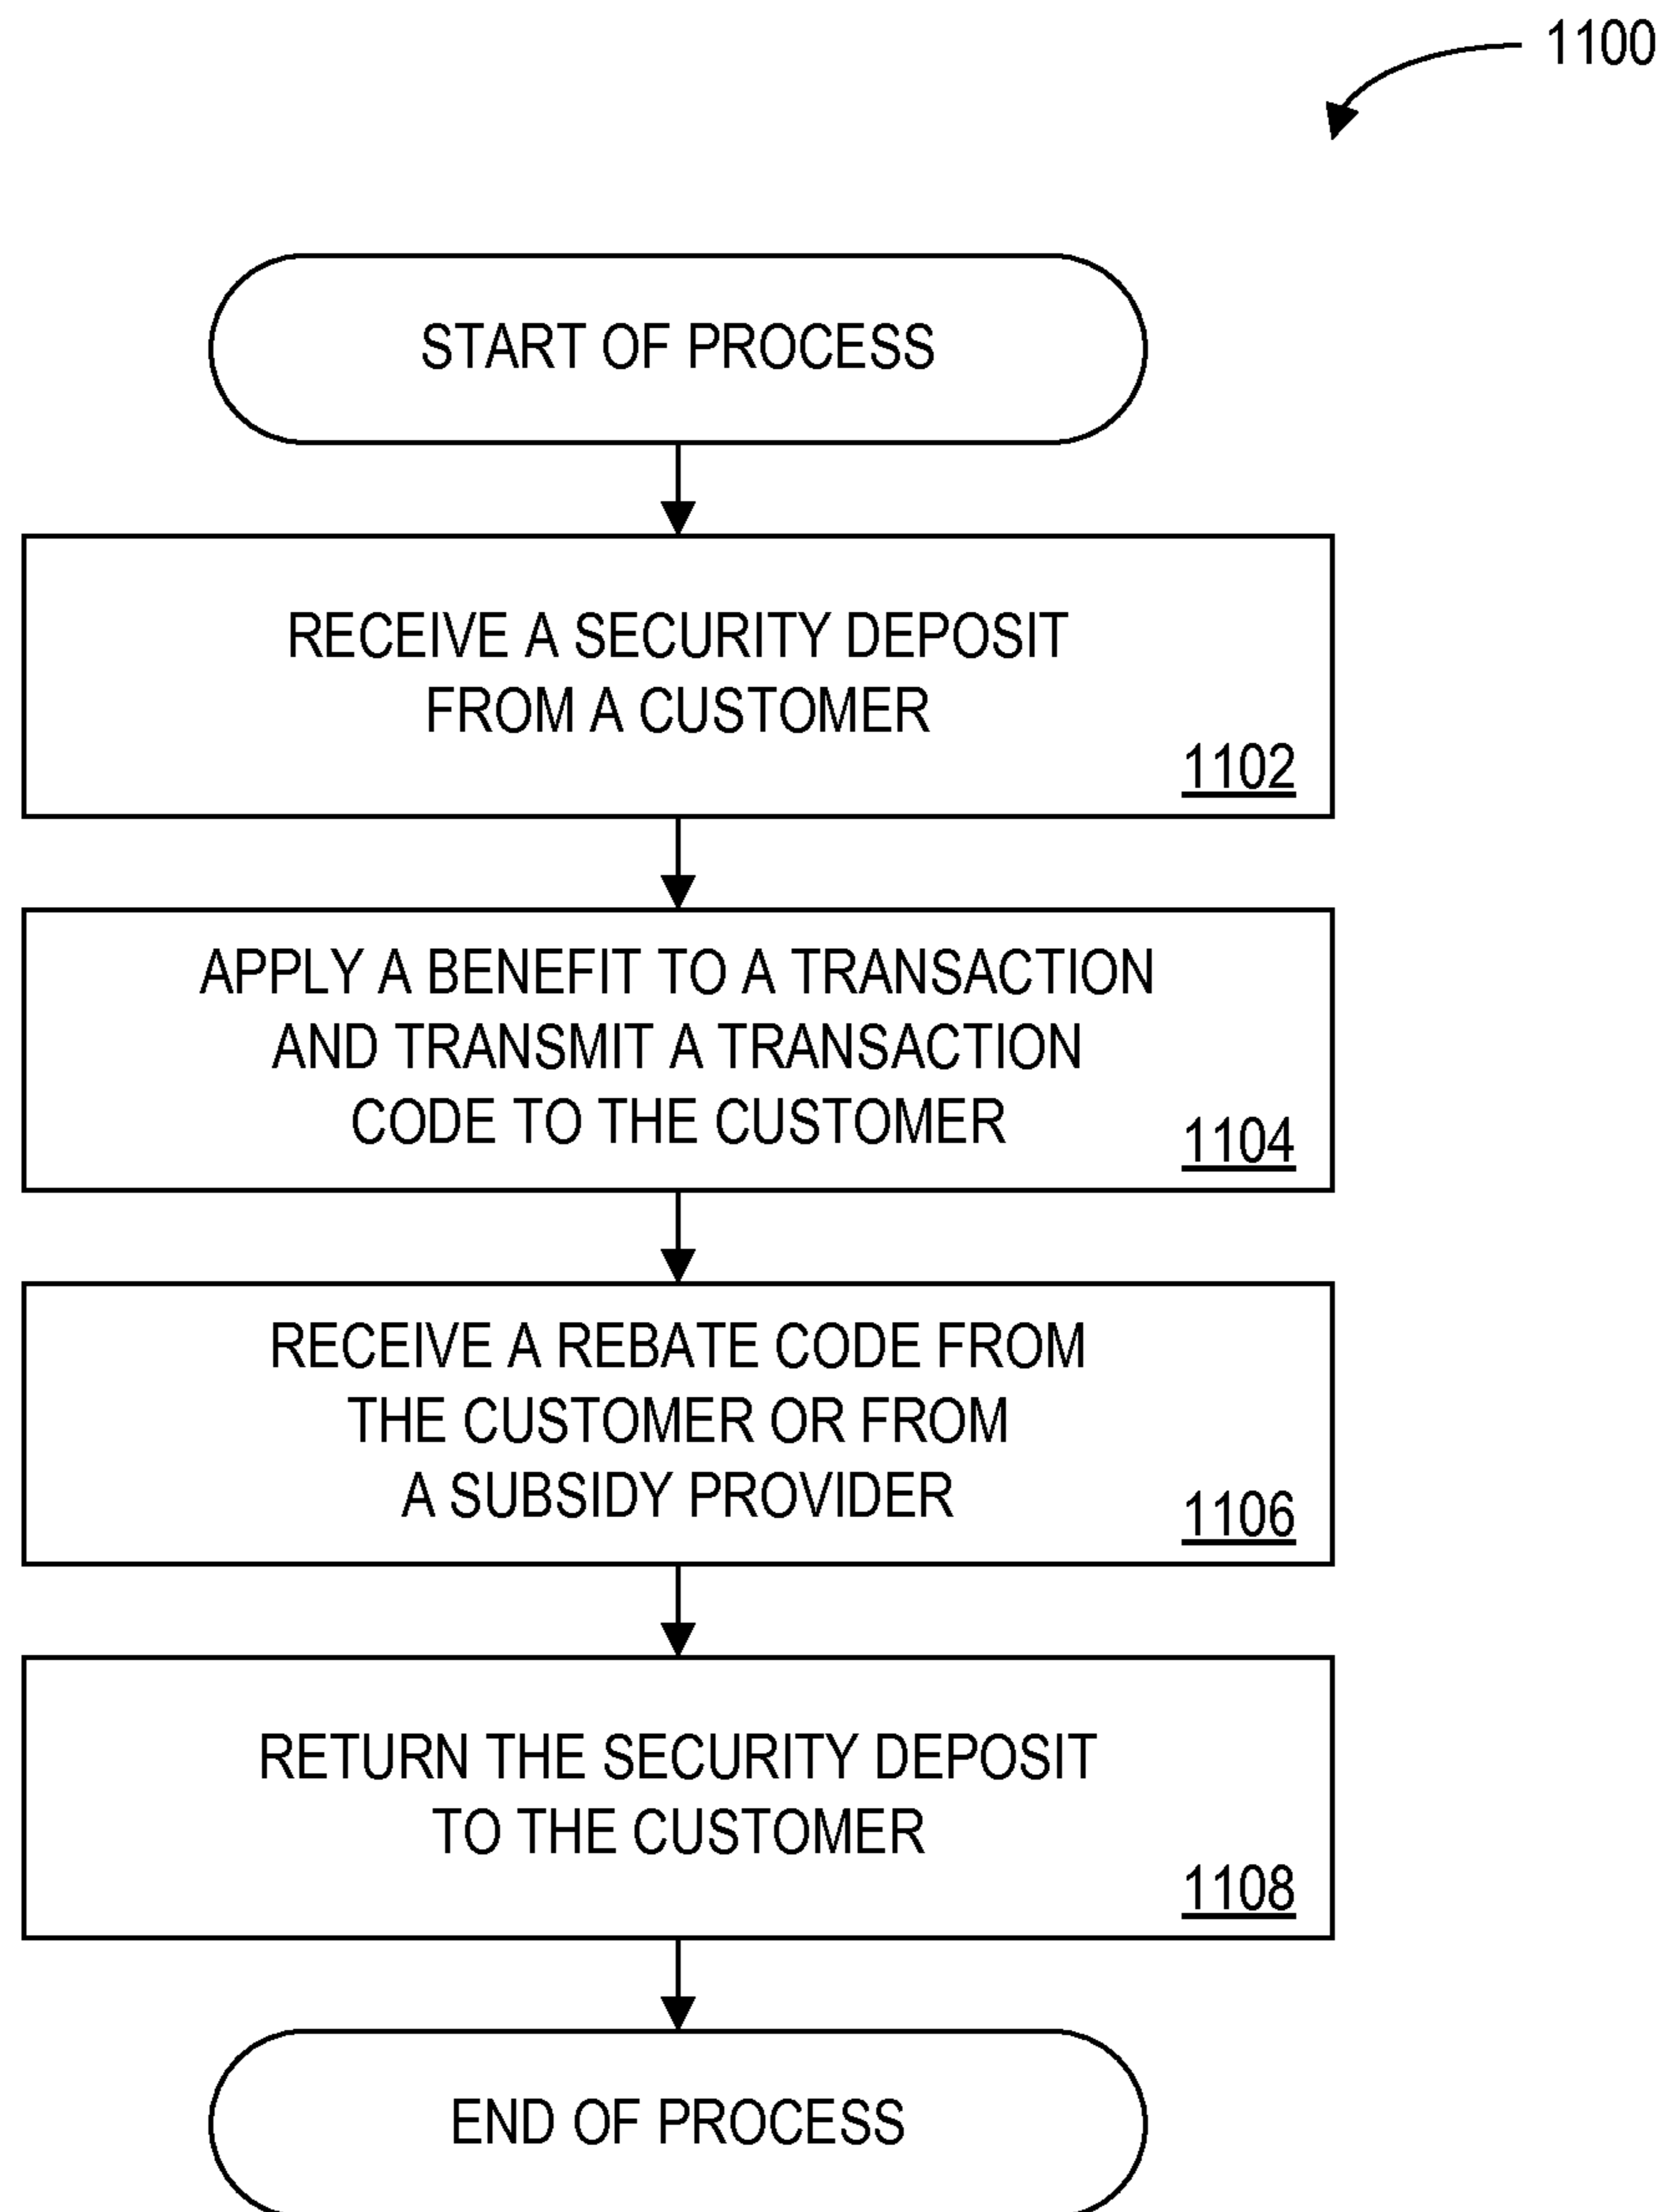 1100
START OF PROCESS
RECEIVE A SECURITY DEPOSIT
FROM A CUSTOMER
1102
APPLY A BENEFIT TO A TRANSACTION
AND TRANSMIT A TRANSACTION
CODE TO THE CUSTOMER
1104
RECEIVE A REBATE CODE FROM
THE CUSTOMER OR FROM
A SUBSIDY PROVIDER
1106
RETURN THE SECURITY DEPOSIT
TO THE CUSTOMER
1108
END OF PROCESS